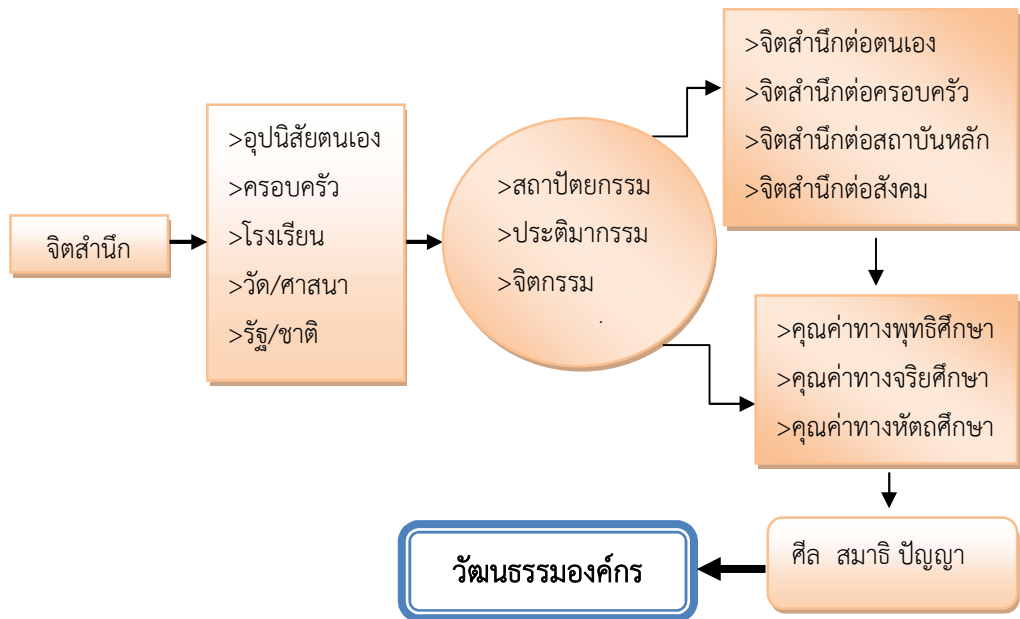 จิตสำนึก
>อุปนิสัยตนเอง
>ครอบครัว
>โรงเรียน
>วัด/ศาสนา
>รัฐ/ชาติ
>สถาปัตยกรรม
>ประติมากรรม
>จิตกรรม
.
>จิตสำนึกต่อตนเอง
>จิตสำนึกต่อครอบครัว
>จิตสำนึกต่อสถาบันหลัก
>จิตสำนึกต่อสังคม
>คุณค่าทางพุทธิศึกษา
>คุณค่าทางจริยศึกษา
>คุณค่าทางหัตถศึกษา
ศีล สมาธิ ปัญญา
วัฒนธรรมองค์กร